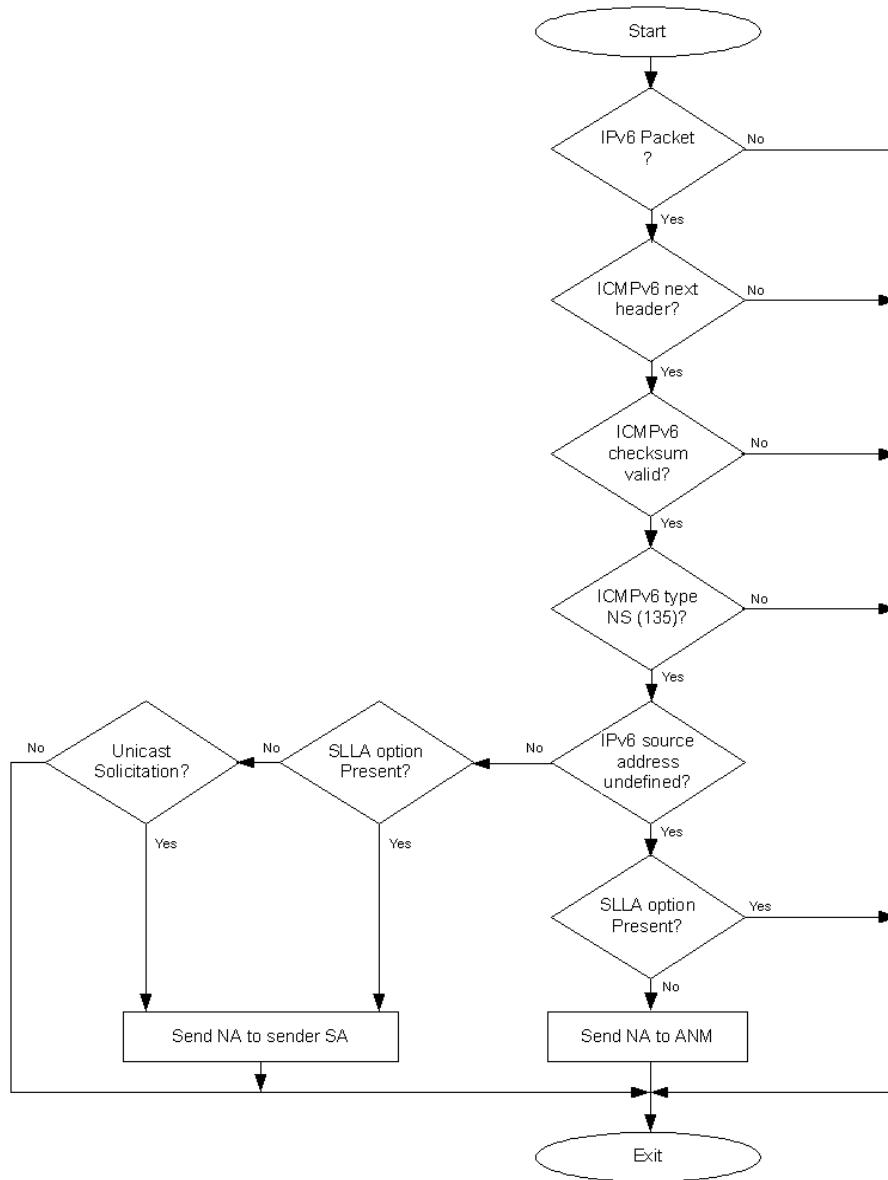 Start
IPv6 Packet
?
No
Yes
ICMPv6 next
header?
No
Yes
ICMPv6
checksum
valid?
No
Yes
ICMPv6 type
NS (135)?
No
Yes
IPv6 source
address
undefined?
No
Yes
SLLA option
Present?
No
Yes
Unicast
Solicitation?
No
Yes
SLLA option
Present?
Yes
No
Send NA to sender SA
Send NA to ANM
Exit